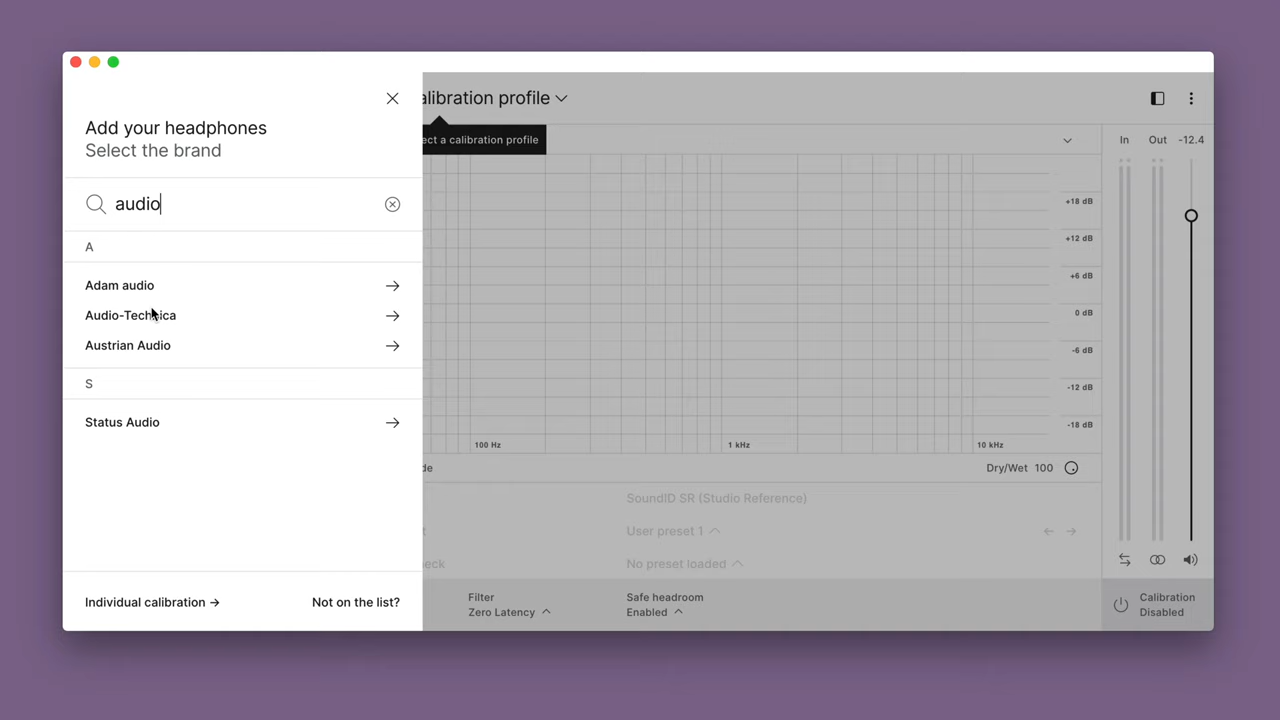 Add your headphones
Select the brand
audio
A
Adam audio
Audio-Technica
Austrian Audio
S
Status Audio
Individual calibration →
Not on the list?
alibration profile
ect a calibration profile
In Out -12.4
+18 dB
+12 dB
+6 dB
0 dB
-6 dB
-12 dB
-18 dB
100 Hz 1 kHz 10 kHz
de
Dry/Wet 100
SoundID SR (Studio Reference)
t
User preset 1
eck
No preset loaded
Filter
Zero Latency
Safe headroom
Enabled
Calibration
Disabled